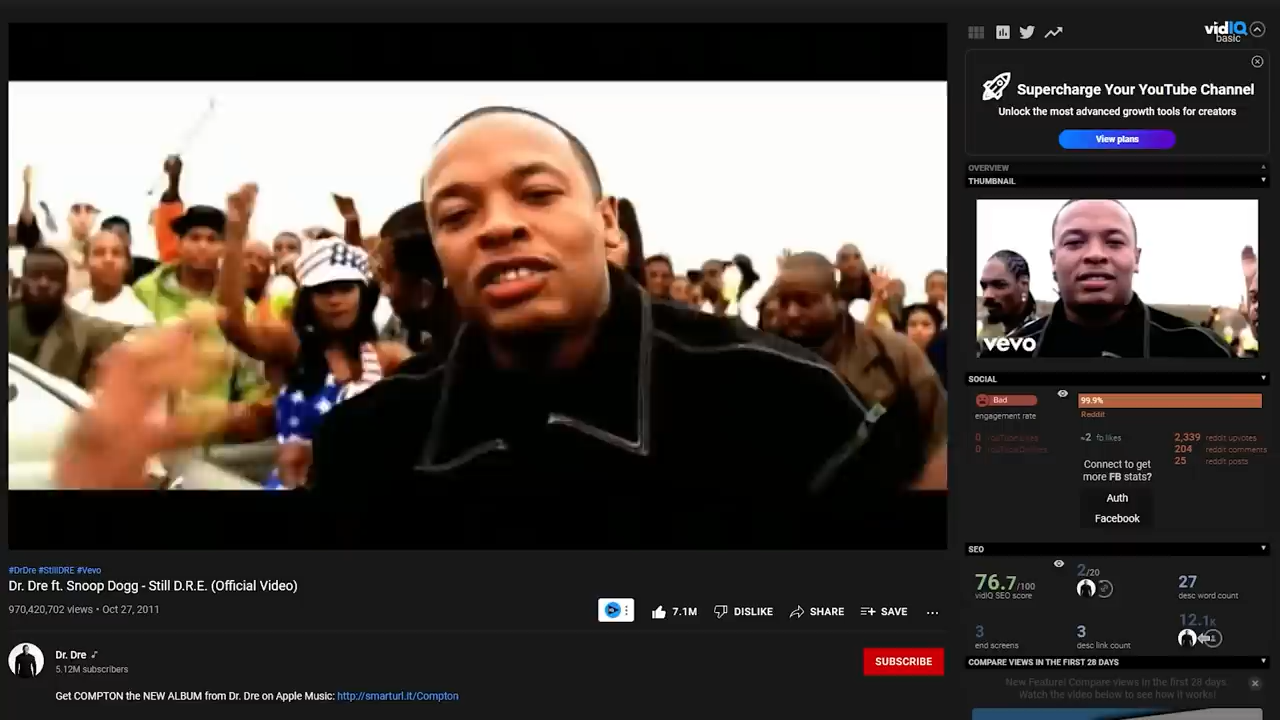 vidIQ
basic
Supercharge Your YouTube Channel
Unlock the most advanced growth tools for creators
View plans
OVERVIEW
THUMBNAIL
vevo
SOCIAL
Bad
engagement rate
99.9%
Reddit
0
0
≈2 fb likes
2,339 reddit upvotes
204 reddit comments
25 reddit posts
Connect to get
more FB stats?
Auth
Facebook
#DrDre #StillDRE #Vevo
Dr. Dre ft. Snoop Dogg - Still D.R.E. (Official Video)
970,420,702 views • Oct 27, 2011
7.1M
DISLIKE
SHARE
SAVE
Dr. Dre
5.12M subscribers
SUBSCRIBE
Get COMPTON the NEW ALBUM from Dr. Dre on Apple Music: http://smarturl.it/Compton
SEO
76.7/100
vidIQ SEO score
2/20
27
desc word count
3
end screens
3
desc link count
12.1K
COMPARE VIEWS IN THE FIRST 28 DAYS
New Feature! Compare views in the first 28 days.
Watch the video below to see how it works!